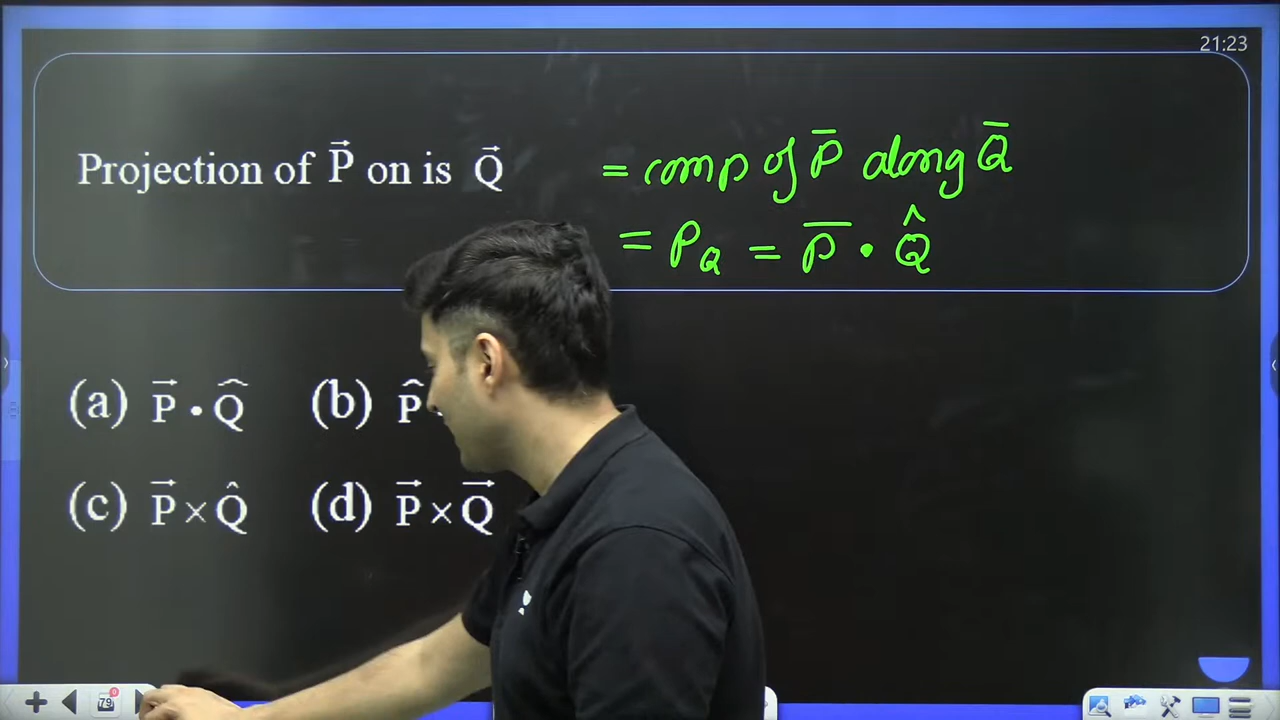 21:23
Projection of P⃗ on is Q⃗
= comp of P̅ along Q̅
= P_Q = P̅ • Q̂
(a) P⃗ • Q̂ (b) P̂
(c) P⃗ × Q̂ (d) P⃗ × Q⃗
79